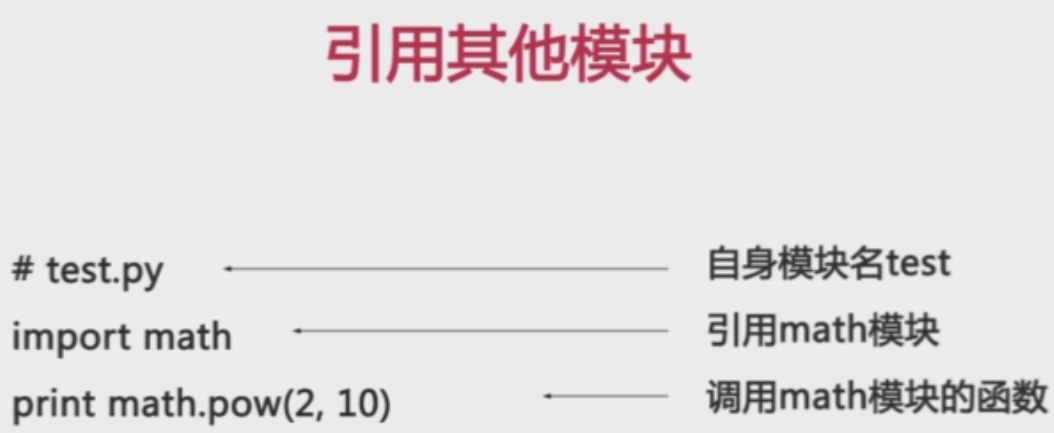 引用其他模块
# test.py 自身模块名test
import math 引用math模块
print math.pow(2, 10) 调用math模块的函数